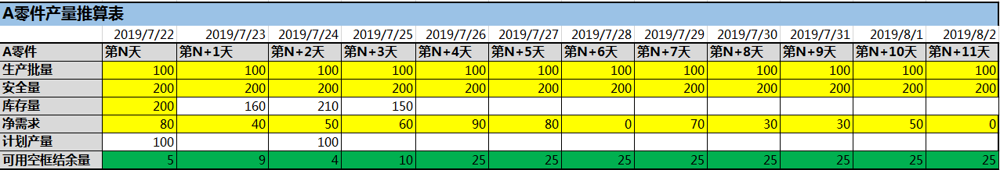 A零件产量推算表
2019/7/22 2019/7/23 2019/7/24 2019/7/25 2019/7/26 2019/7/27 2019/7/28 2019/7/29 2019/7/30 2019/7/31 2019/8/1 2019/8/2
A零件 第N天 第N+1天 第N+2天 第N+3天 第N+4天 第N+5天 第N+6天 第N+7天 第N+8天 第N+9天 第N+10天 第N+11天
生产批量 100 100 100 100 100 100 100 100 100 100 100 100
安全量 200 200 200 200 200 200 200 200 200 200 200 200
库存量 200 160 210 150
净需求 80 40 50 60 90 80 0 70 30 30 50 0
计划产量 100 100
可用空框结余量 5 9 4 10 25 25 25 25 25 25 25 25